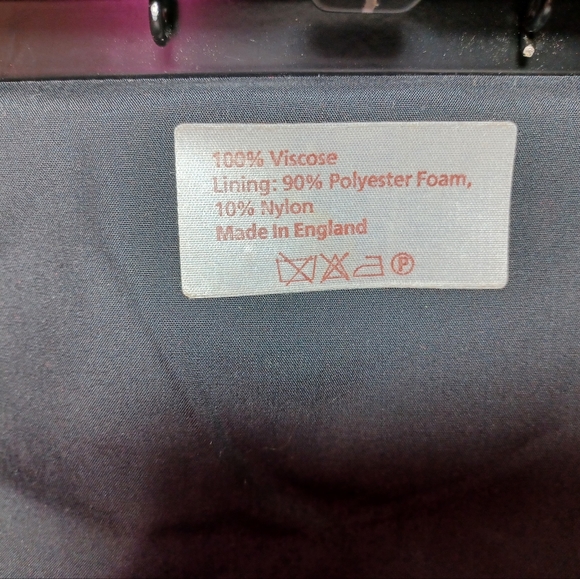 100% Viscose
Lining: 90% Polyester Foam,
10% Nylon
Made In England
P